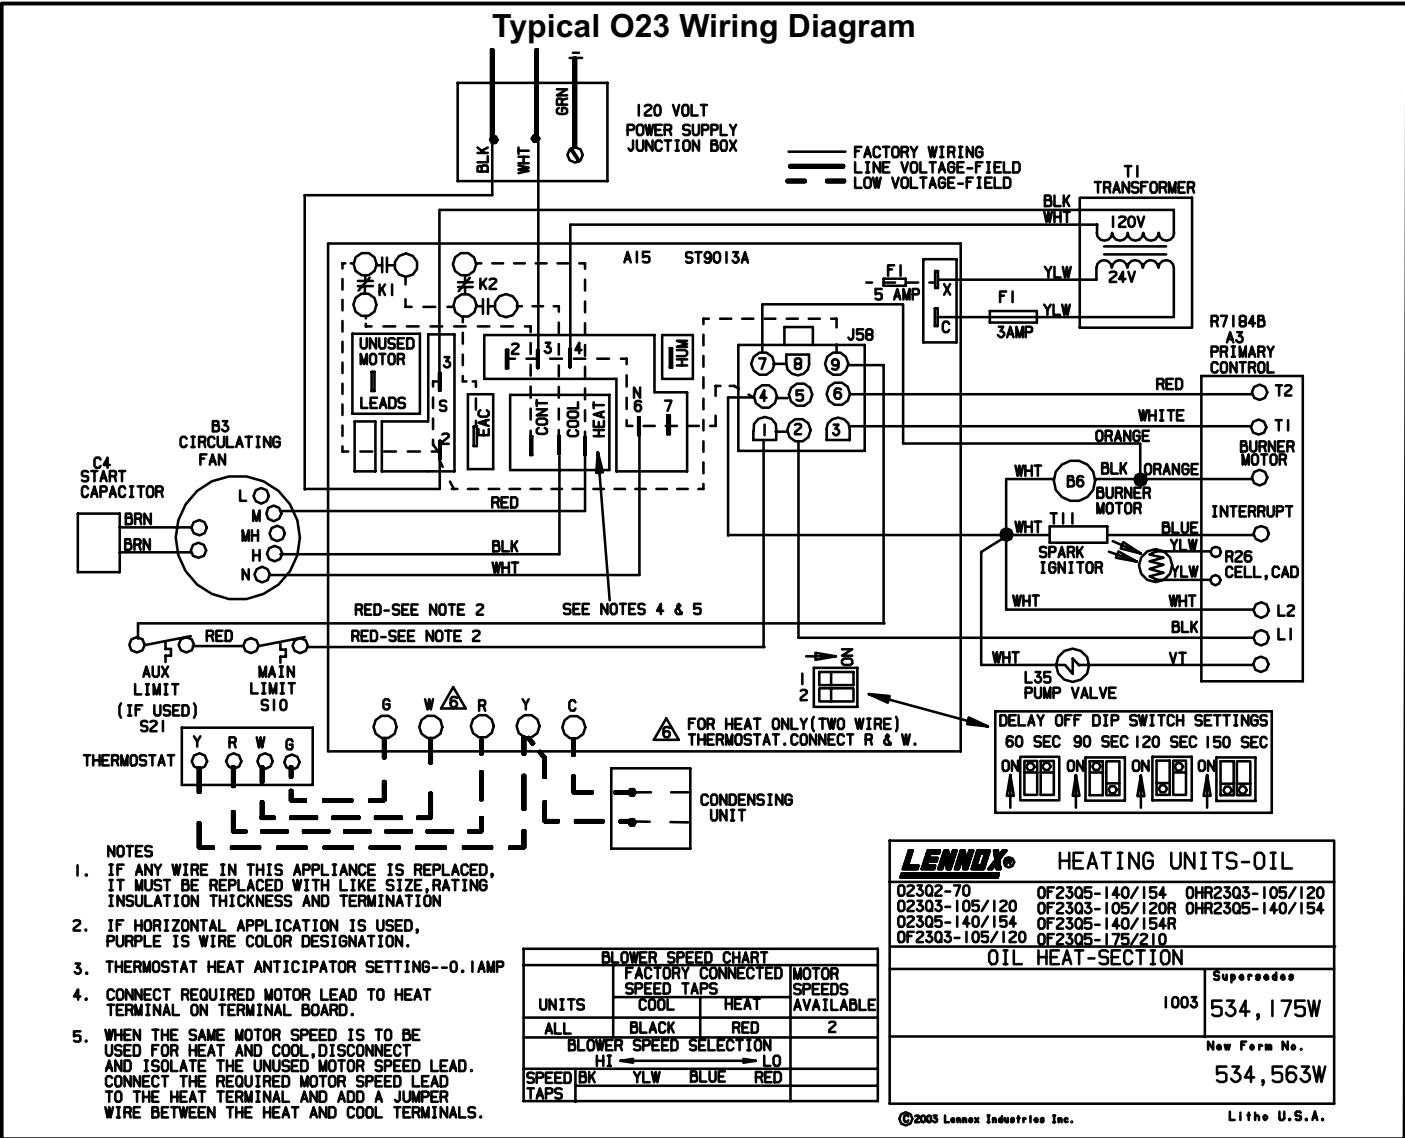 Typical O23 Wiring Diagram
120 VOLT
POWER SUPPLY
JUNCTION BOX
BLK
WHT
GRN
FACTORY WIRING
LINE VOLTAGE-FIELD
LOW VOLTAGE-FIELD
T1
TRANSFORMER
BLK
WHT
120V
24V
YLW
YLW
A15 ST9013A
F1
5 AMP
X
C
F1
3AMP
K1
K2
UNUSED
MOTOR
LEADS
3
S
2
EAC
2
3
4
HUM
CONT
COOL
HEAT
N
6
7
J58
7 8 9
4 5 6
1 2 3
R7184B
A3
PRIMARY
CONTROL
RED
T2
WHITE
T1
ORANGE
BURNER
MOTOR
WHT
B6
BLK
ORANGE
BURNER
MOTOR
INTERRUPT
WHT
T11
BLUE
SPARK
IGNITOR
YLW
YLW
R26
CELL,CAD
WHT
WHT
L2
BLK
L1
WHT
L35
PUMP VALVE
VT
B3
CIRCULATING
FAN
C4
START
CAPACITOR
BRN
BRN
L
M
MH
H
N
RED
BLK
WHT
SEE NOTES 4 & 5
RED-SEE NOTE 2
RED-SEE NOTE 2
RED
AUX
LIMIT
(IF USED)
S21
MAIN
LIMIT
S10
ON
1
2
G W 6 R Y C
6 FOR HEAT ONLY(TWO WIRE)
THERMOSTAT.CONNECT R & W.
DELAY OFF DIP SWITCH SETTINGS
60 SEC 90 SEC 120 SEC 150 SEC
ON ON ON ON
THERMOSTAT
Y R W G
CONDENSING
UNIT
NOTES
1. IF ANY WIRE IN THIS APPLIANCE IS REPLACED,
IT MUST BE REPLACED WITH LIKE SIZE,RATING
INSULATION THICKNESS AND TERMINATION
2. IF HORIZONTAL APPLICATION IS USED,
PURPLE IS WIRE COLOR DESIGNATION.
3. THERMOSTAT HEAT ANTICIPATOR SETTING--0.1AMP
4. CONNECT REQUIRED MOTOR LEAD TO HEAT
TERMINAL ON TERMINAL BOARD.
5. WHEN THE SAME MOTOR SPEED IS TO BE
USED FOR HEAT AND COOL,DISCONNECT
AND ISOLATE THE UNUSED MOTOR SPEED LEAD.
CONNECT THE REQUIRED MOTOR SPEED LEAD
TO THE HEAT TERMINAL AND ADD A JUMPER
WIRE BETWEEN THE HEAT AND COOL TERMINALS.
BLOWER SPEED CHART
UNITS
FACTORY CONNECTED
SPEED TAPS
COOL HEAT
MOTOR
SPEEDS
AVAILABLE
ALL BLACK RED 2
BLOWER SPEED SELECTION
HI LO
SPEED
TAPS
BK YLW BLUE RED
LENNOX® HEATING UNITS-OIL
O23Q2-70 OF23Q5-140/154 OHR23Q3-105/120
O23Q3-105/120 OF23Q3-105/120R OHR23Q5-140/154
O23Q5-140/154 OF23Q5-140/154R
OF23Q3-105/120 OF23Q5-175/210
OIL HEAT-SECTION
1003
Supersedes
534,175W
New Form No.
534,563W
©2003 Lennox Industries Inc.
Litho U.S.A.